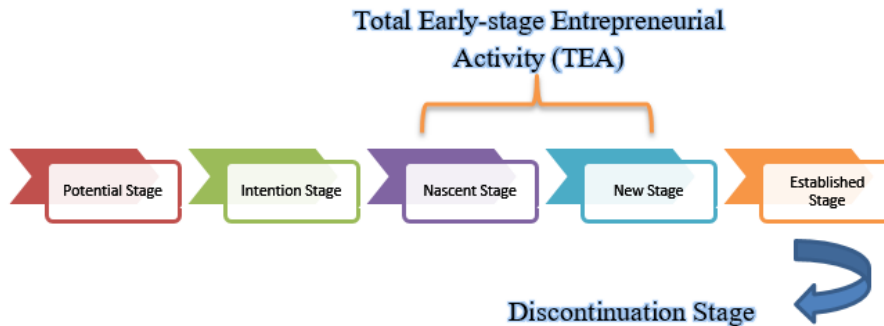 Total Early-stage Entrepreneurial
Activity (TEA)
Potential Stage
Intention Stage
Nascent Stage
New Stage
Established
Stage
Discontinuation Stage